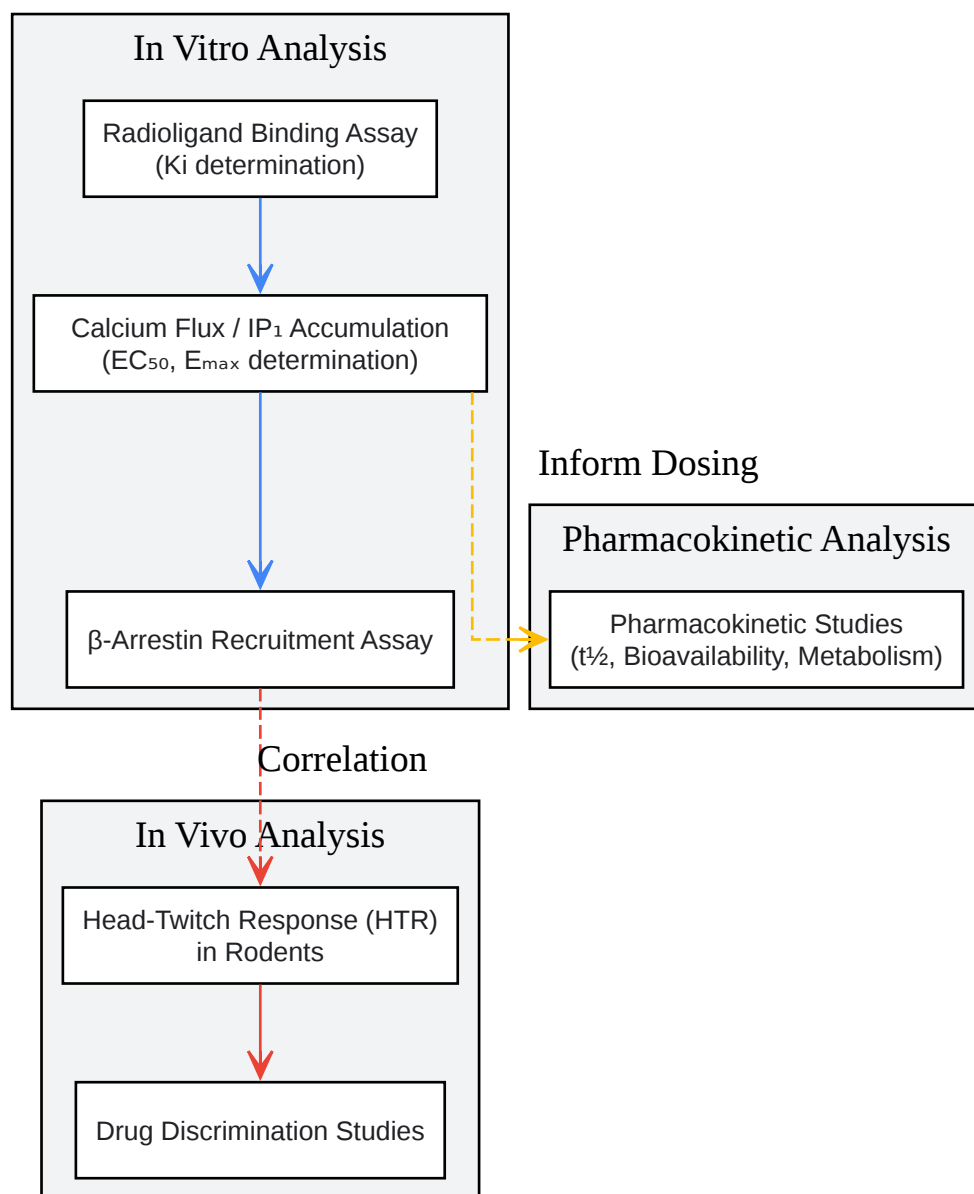 In Vitro Analysis
Radioligand Binding Assay
(Ki determination)
Calcium Flux / IP₁ Accumulation
(EC₅₀, Eₘₐₓ determination)
Inform Dosing
Pharmacokinetic Analysis
β-Arrestin Recruitment Assay
Pharmacokinetic Studies
(t½, Bioavailability, Metabolism)
Correlation
In Vivo Analysis
Head-Twitch Response (HTR)
in Rodents
Drug Discrimination Studies